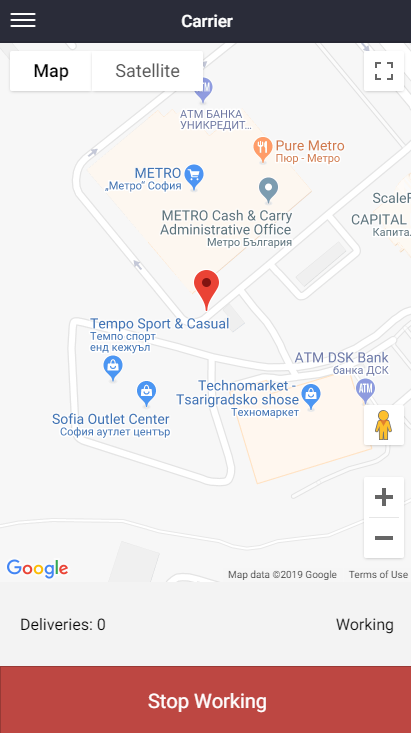 Carrier
Map
Satellite
ATM
ATM БАНКА
УНИКРЕДИТ...
Pure Metro
Пюр - Метро
METRO
„Метро“ София
METRO Cash & Carry
Administrative Office
Метро България
ScaleF
CAPITAL
Капита
Tempo Sport & Casual
Темпо спорт
енд кежуъл
ATM DSK Bank
банка ДСК
ATM
Technomarket -
Tsarigradsko shose
Техномаркет
Sofia Outlet Center
София аутлет център
Google
Map data ©2019 Google
Terms of Use
Deliveries: 0
Working
Stop Working